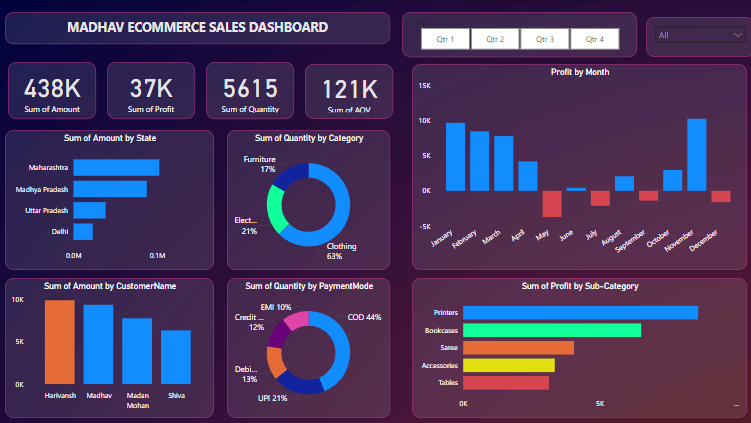 MADHAV ECOMMERCE SALES DASHBOARD
Qtr 1
Qtr 2
Qtr 3
Qtr 4
All
438K
Sum of Amount
37K
Sum of Profit
5615
Sum of Quantity
121K
Sum of AOV
Profit by Month
15K
10K
5K
0K
-5K
January
February
March
April
May
June
July
August
September
October
November
December
Sum of Amount by State
Maharashtra
Madhya Pradesh
Uttar Pradesh
Delhi
0.0M
0.1M
Sum of Quantity by Category
Furniture
17%
Elect...
21%
Clothing
63%
Sum of Amount by CustomerName
10K
5K
0K
Harivansh
Madhav
Madan
Mohan
Shiva
Sum of Quantity by PaymentMode
EMI 10%
Credit ...
12%
Debi...
13%
UPI 21%
COD 44%
Sum of Profit by Sub-Category
Printers
Bookcases
Saree
Accessories
Tables
0K
5K
...